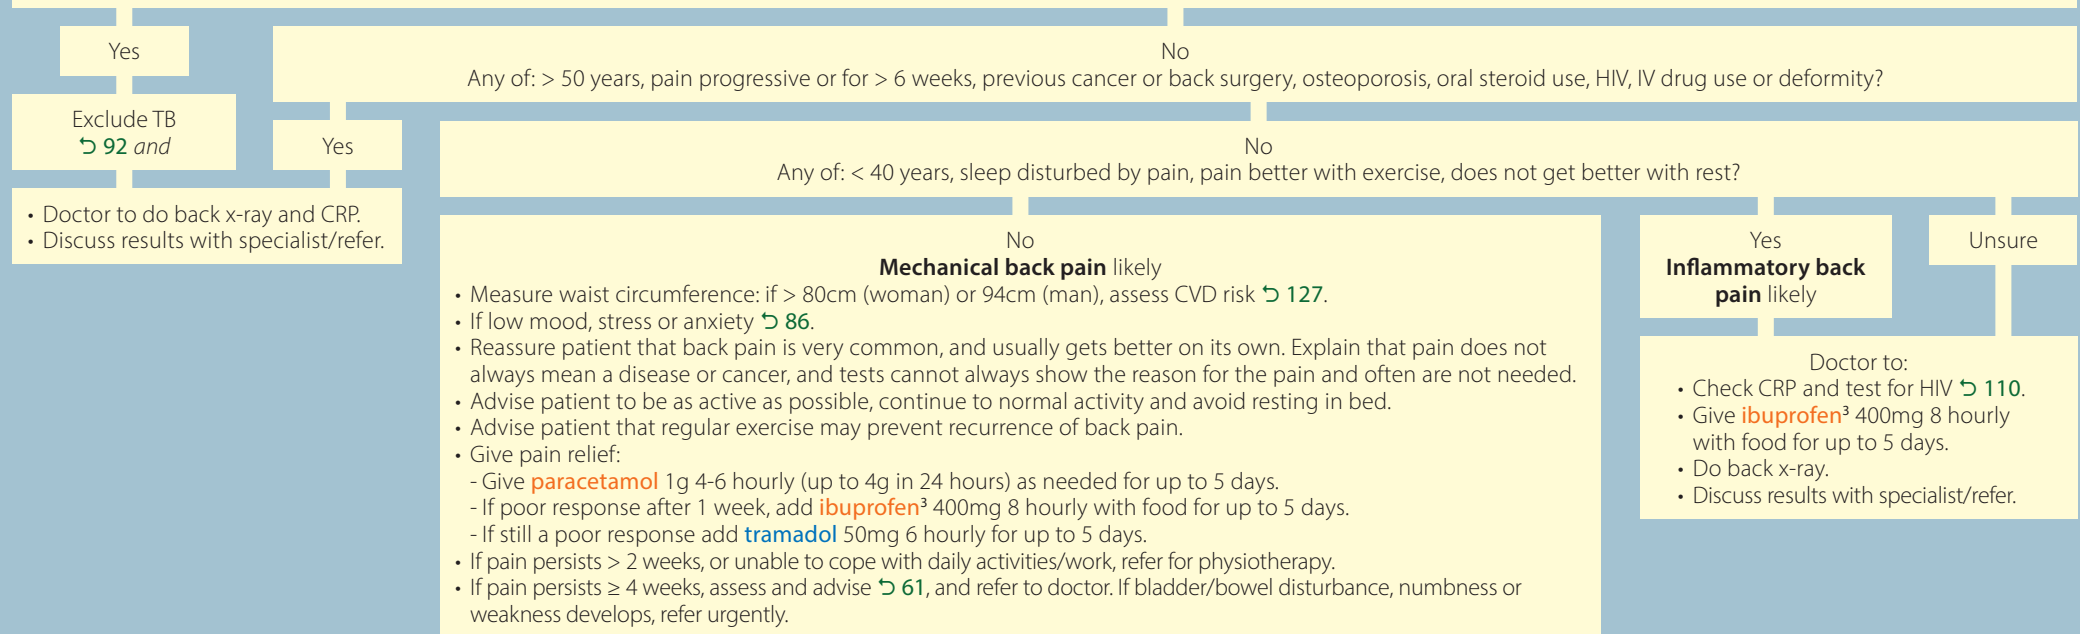 Yes
No
Any of: > 50 years, pain progressive or for > 6 weeks, previous cancer or back surgery, osteoporosis, oral steroid use, HIV, IV drug use or deformity?
Exclude TB
⮌ 92 and
Yes
No
Any of: < 40 years, sleep disturbed by pain, pain better with exercise, does not get better with rest?
• Doctor to do back x-ray and CRP.
• Discuss results with specialist/refer.
No
Mechanical back pain likely
• Measure waist circumference: if > 80cm (woman) or 94cm (man), assess CVD risk ⮌ 127.
• If low mood, stress or anxiety ⮌ 86.
• Reassure patient that back pain is very common, and usually gets better on its own. Explain that pain does not
always mean a disease or cancer, and tests cannot always show the reason for the pain and often are not needed.
• Advise patient to be as active as possible, continue to normal activity and avoid resting in bed.
• Advise patient that regular exercise may prevent recurrence of back pain.
• Give pain relief:
- Give paracetamol 1g 4-6 hourly (up to 4g in 24 hours) as needed for up to 5 days.
- If poor response after 1 week, add ibuprofen³ 400mg 8 hourly with food for up to 5 days.
- If still a poor response add tramadol 50mg 6 hourly for up to 5 days.
• If pain persists > 2 weeks, or unable to cope with daily activities/work, refer for physiotherapy.
• If pain persists ≥ 4 weeks, assess and advise ⮌ 61, and refer to doctor. If bladder/bowel disturbance, numbness or
weakness develops, refer urgently.
Yes
Inflammatory back
pain likely
Unsure
Doctor to:
• Check CRP and test for HIV ⮌ 110.
• Give ibuprofen³ 400mg 8 hourly
with food for up to 5 days.
• Do back x-ray.
• Discuss results with specialist/refer.